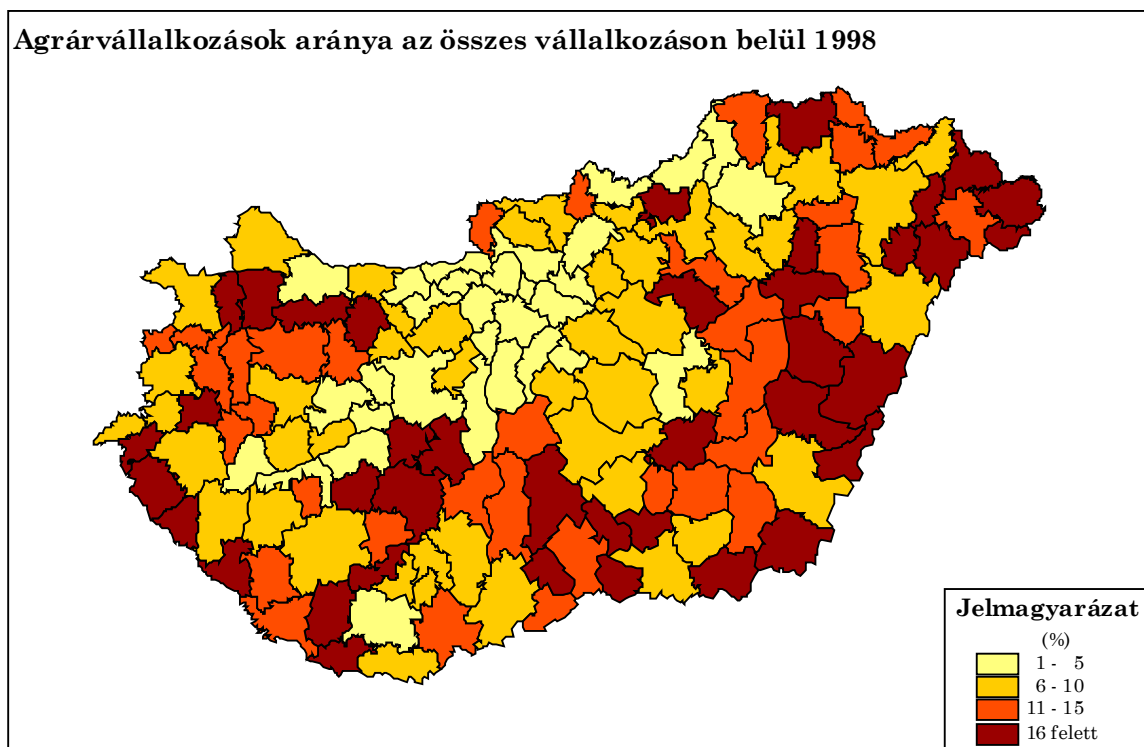 Agrárvállalkozások aránya az összes vállalkozáson belül 1998
Jelmagyarázat
(%)
1 - 5
6 - 10
11 - 15
16 felett